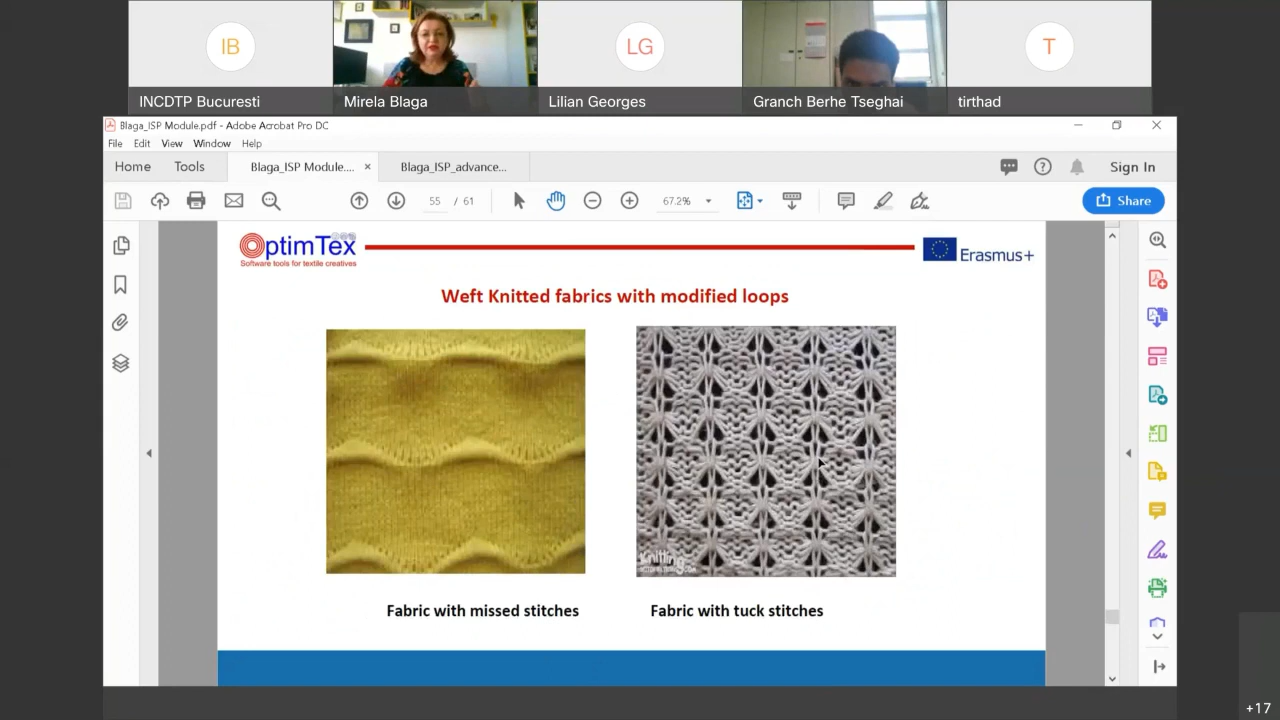 IB
LG
T
INCDTP Bucuresti
Mirela Blaga
Lilian Georges
Granch Berhe Tseghai
tirthad
Blaga_ISP Module.pdf - Adobe Acrobat Pro DC
File Edit View Window Help
Home Tools Blaga_ISP Module.... × Blaga_ISP_advance... Sign In
55 / 61 67.2% Share
OptimTex
Software tools for textile creatives
Erasmus+
Weft Knitted fabrics with modified loops
Knitting
Fabric with missed stitches
Fabric with tuck stitches
+17